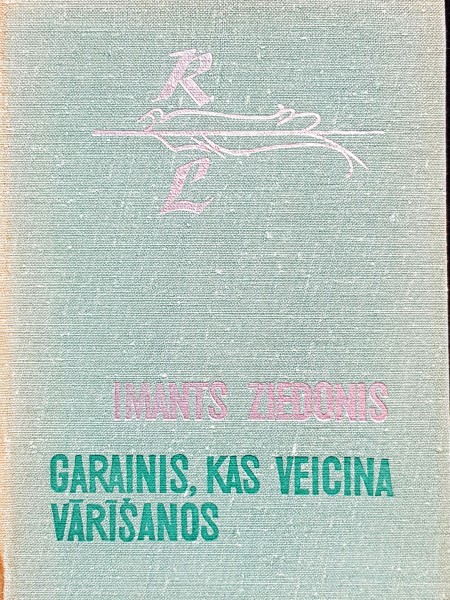 R
L
IMANTS ZIEDONIS
GARAINIS, KAS VEICINA
VĀRĪŠANOS